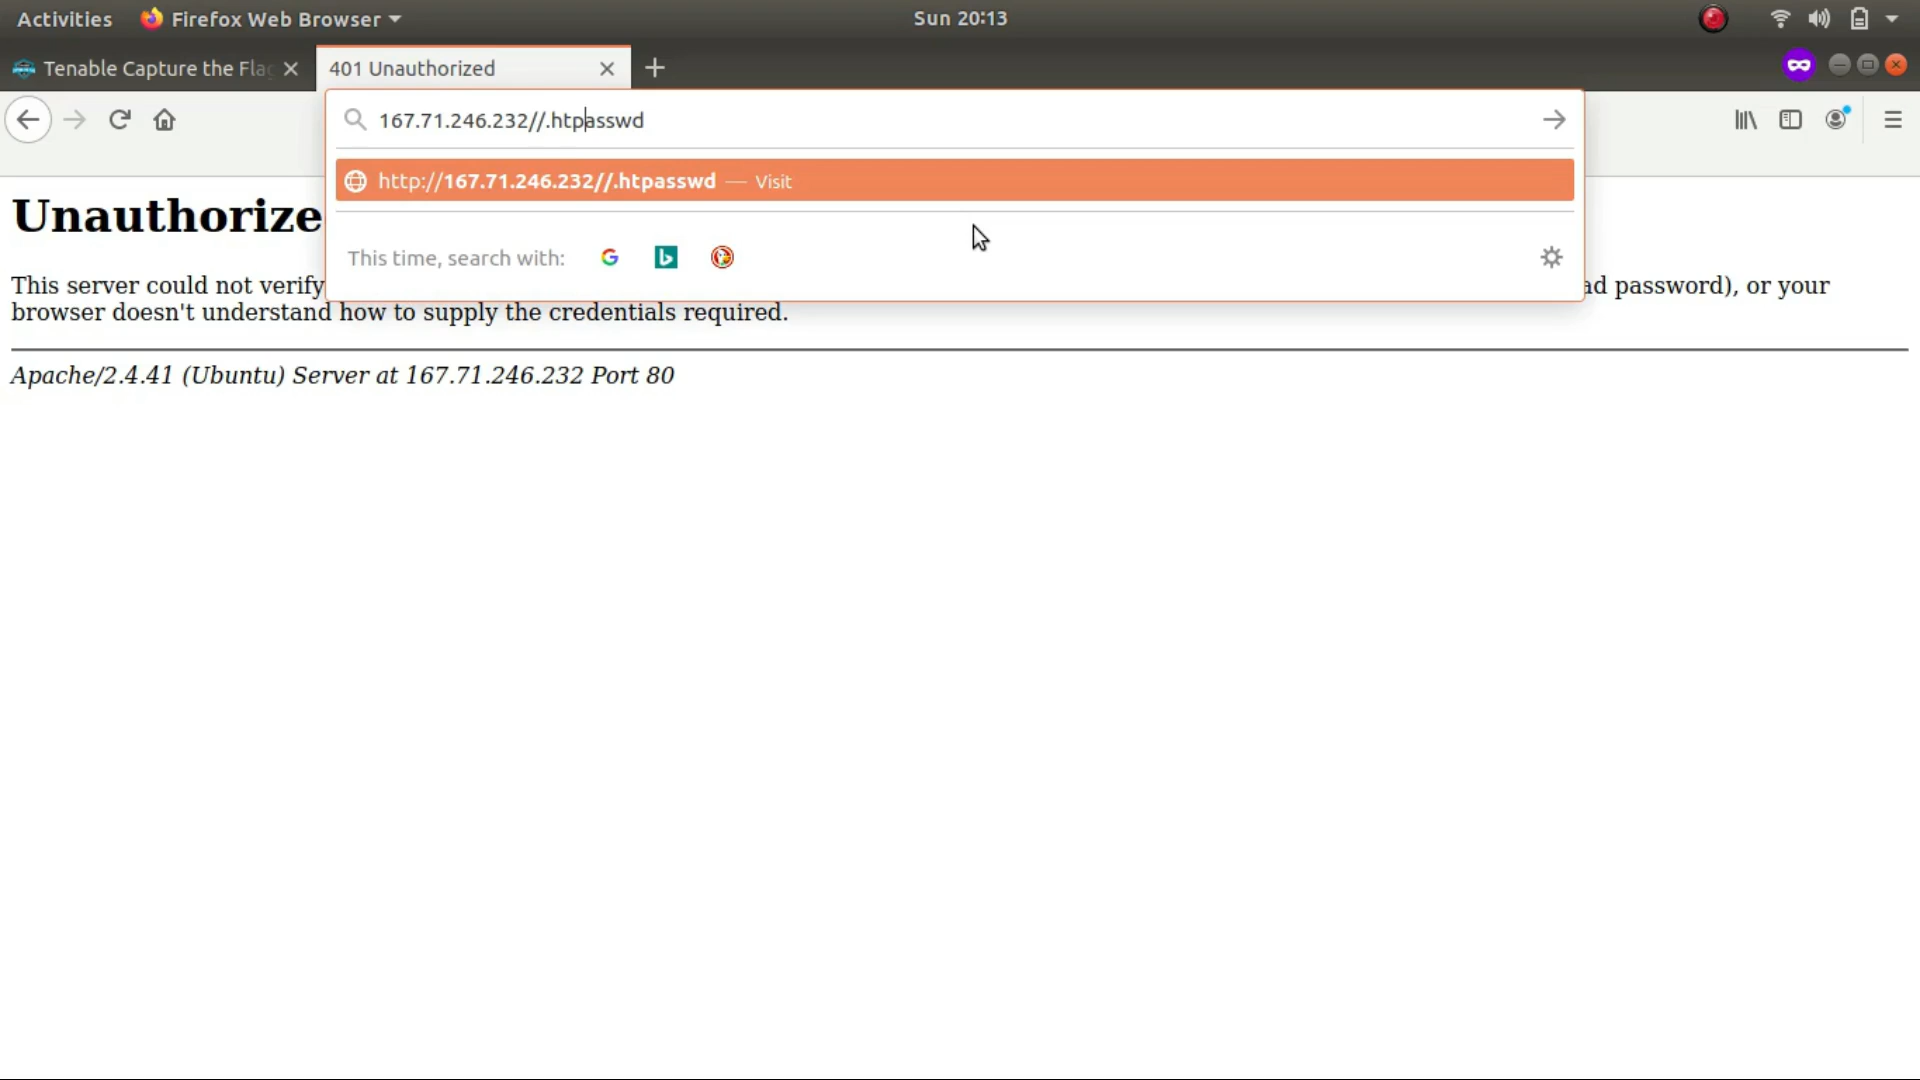 Activities Firefox Web Browser Sun 20:13
Tenable Capture the Flag 401 Unauthorized
167.71.246.232//.htpasswd
http://167.71.246.232//.htpasswd — Visit
Unauthorize
This time, search with:
This server could not verify ad password), or your
browser doesn't understand how to supply the credentials required.
Apache/2.4.41 (Ubuntu) Server at 167.71.246.232 Port 80